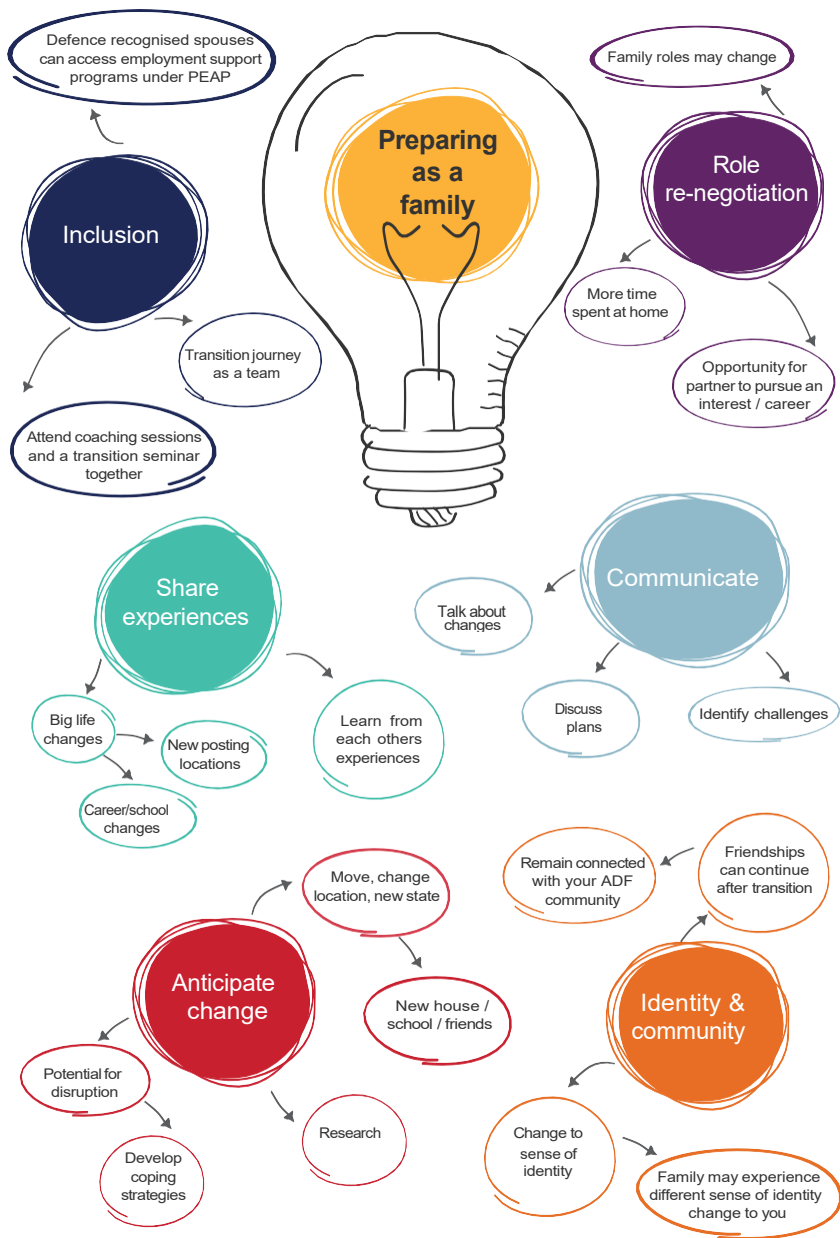 Defence recognised spouses
can access employment support
programs under PEAP
Inclusion
Transition journey
as a team
Attend coaching sessions
and a transition seminar
together
Preparing
as a
family
Family roles may change
Role
re-negotiation
More time
spent at home
Opportunity for
partner to pursue an
interest / career
Share
experiences
Big life
changes
New posting
locations
Career/school
changes
Learn from
each others
experiences
Communicate
Talk about
changes
Discuss
plans
Identify challenges
Move, change
location, new state
Anticipate
change
New house /
school / friends
Potential for
disruption
Develop
coping
strategies
Research
Remain connected
with your ADF
community
Friendships
can continue
after transition
Identity &
community
Change to
sense of
identity
Family may experience
different sense of identity
change to you